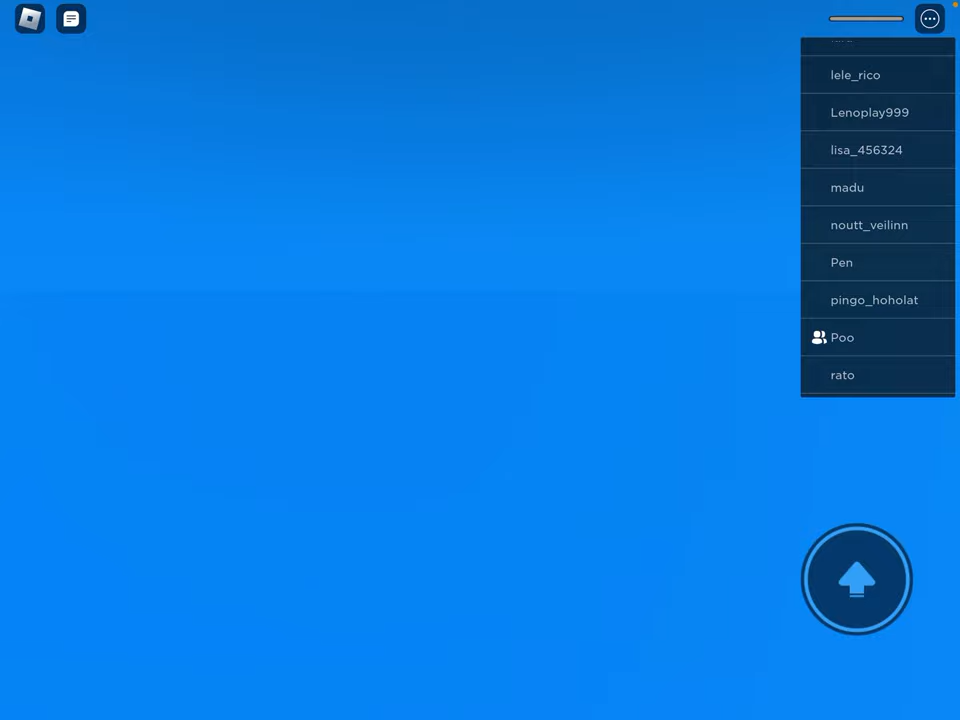 lele_rico
Lenoplay999
lisa_456324
madu
noutt_veilinn
Pen
pingo_hoholat
Poo
rato